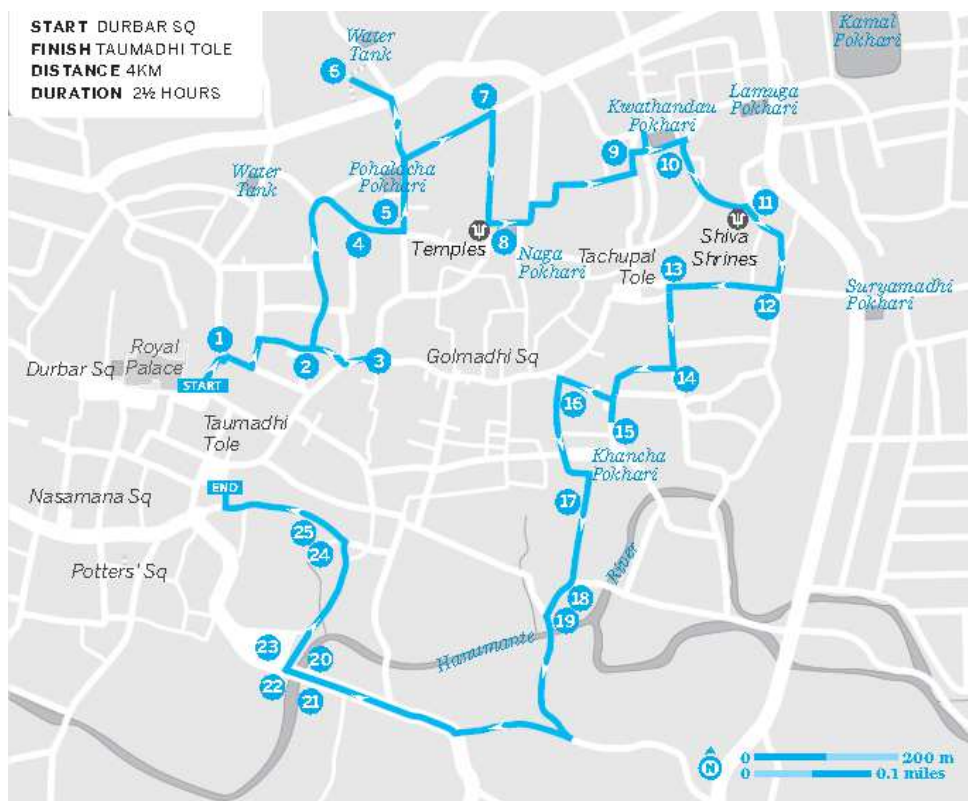 START DURBAR SQ
FINISH TAUMADHI TOLE
DISTANCE 4KM
DURATION 2½ HOURS
Water
Tank
Kamal
Pokhari
6
7
Lamuga
Pokhari
Kwathandau
Pokhari
9
10
Water
Tank
Pohalacha
Pokhari
5
4
11
Temples
8
Naga
Pokhari
Shiva
Shrines
Tachupal
Tole
13
12
Suryamadhi
Pokhari
1
Royal
Palace
Durbar Sq
START
2
3
Golmadhi Sq
14
16
15
Taumadhi
Tole
Khancha
Pokhari
END
Nasamana Sq
17
25
24
Potters' Sq
River
18
19
Hanumante
23
20
22
21
N
0 200 m
0 0.1 miles